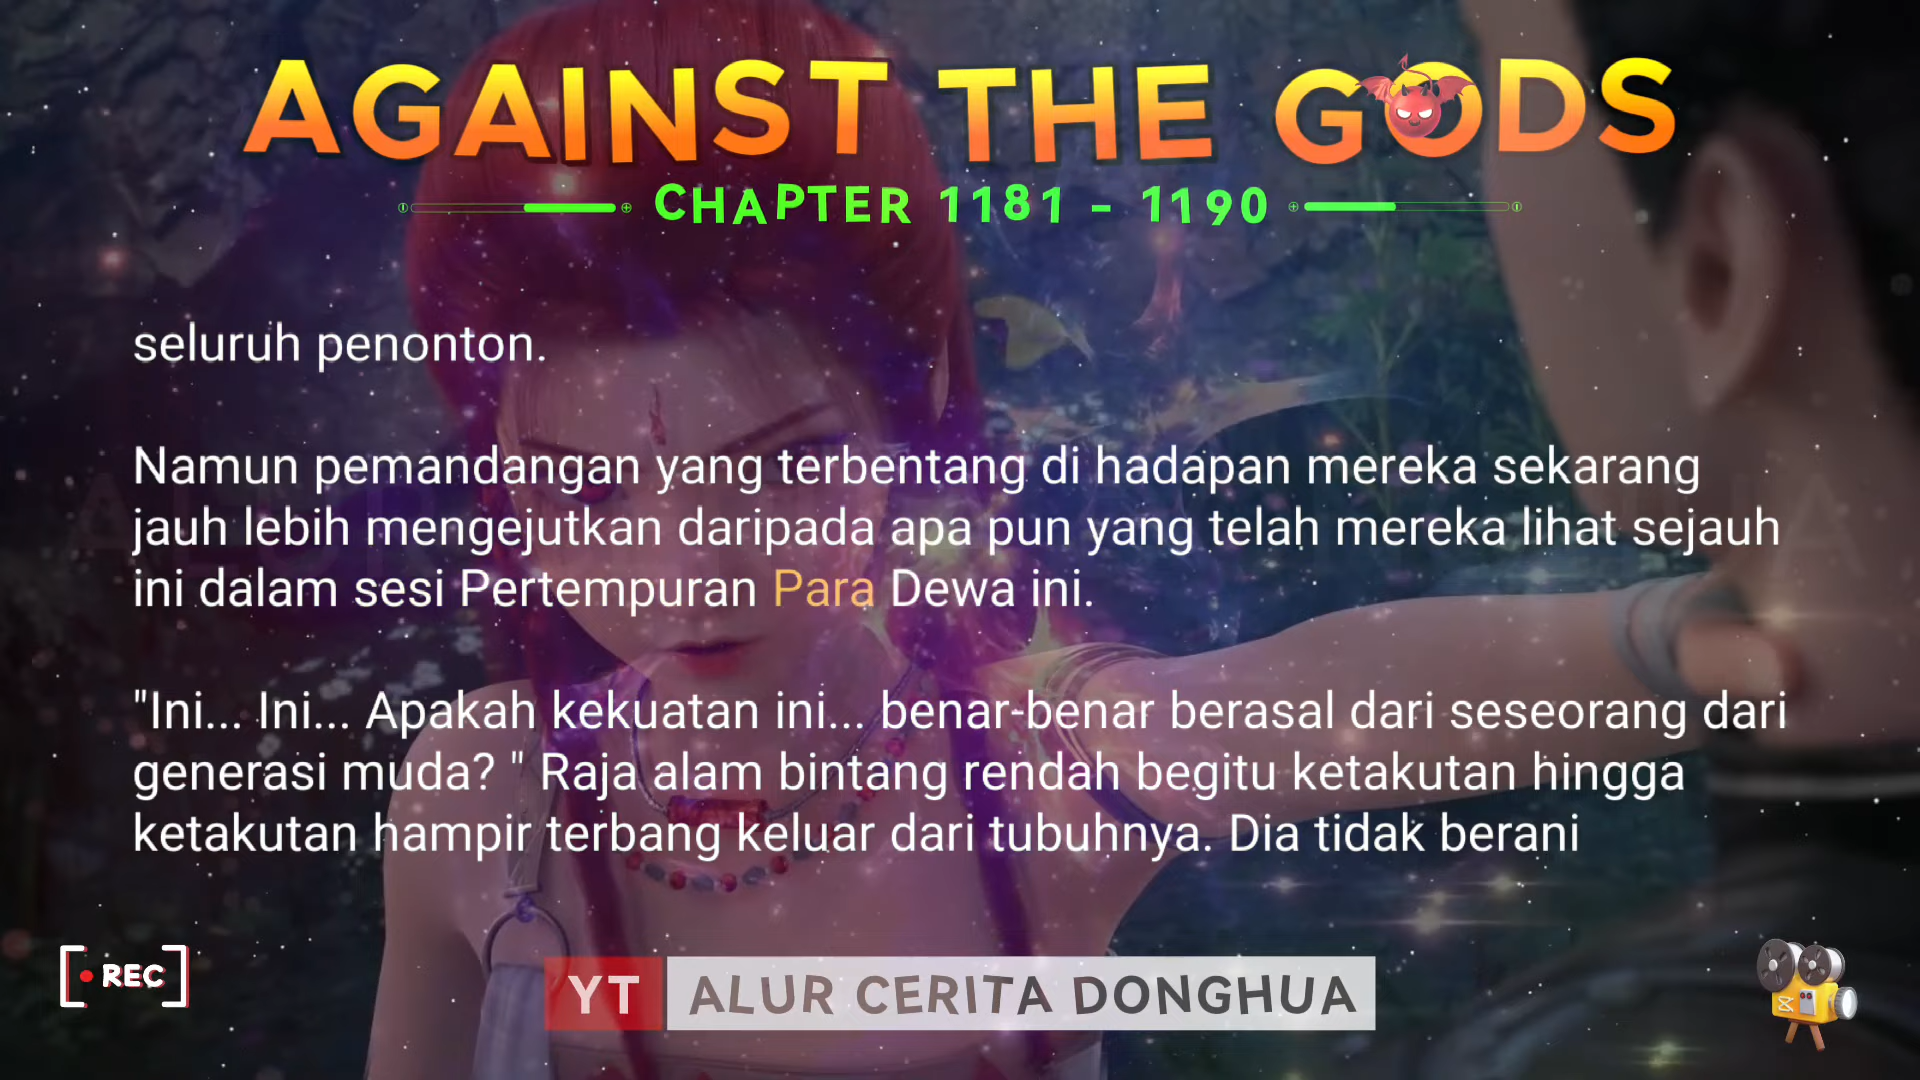 AGAINST THE GODS
CHAPTER 1181 - 1190
seluruh penonton.
Namun pemandangan yang terbentang di hadapan mereka sekarang
jauh lebih mengejutkan daripada apa pun yang telah mereka lihat sejauh
ini dalam sesi Pertempuran Para Dewa ini.
"Ini... Ini... Apakah kekuatan ini... benar-benar berasal dari seseorang dari
generasi muda? " Raja alam bintang rendah begitu ketakutan hingga
ketakutan hampir terbang keluar dari tubuhnya. Dia tidak berani
REC
YT ALUR CERITA DONGHUA